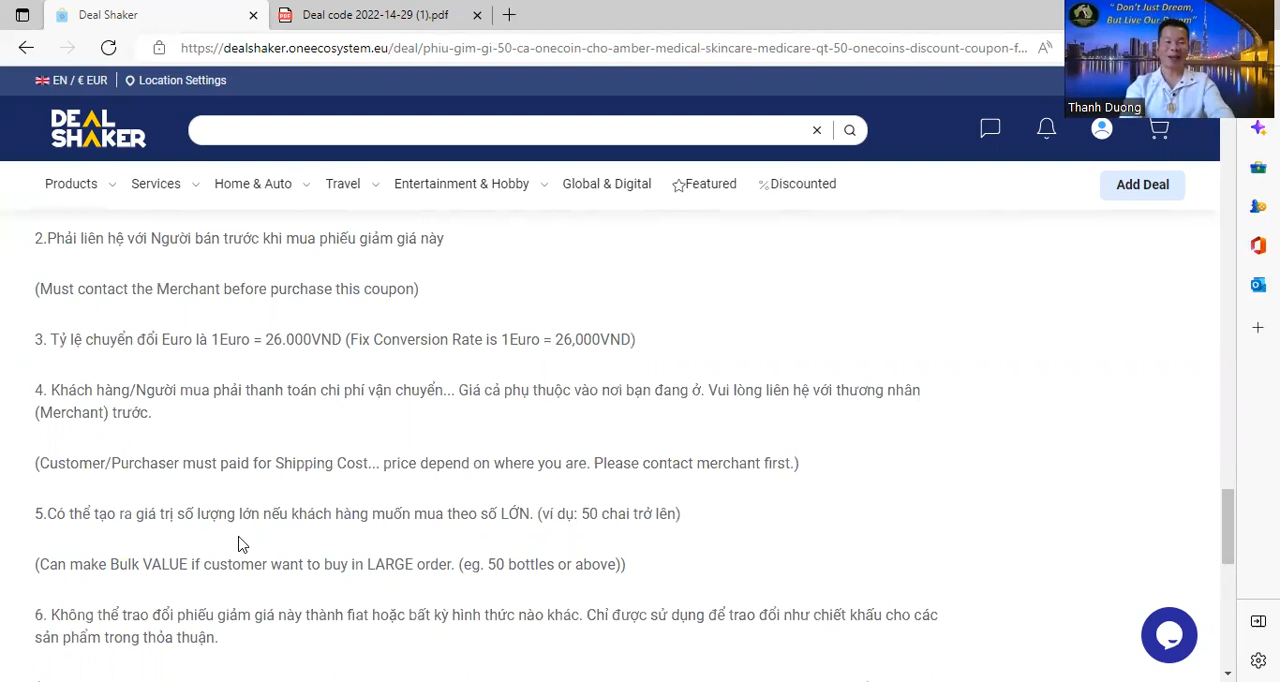 Deal Shaker
Deal code 2022-14-29 (1).pdf
https://dealshaker.oneecosystem.eu/deal/phiu-gim-gi-50-ca-onecoin-cho-amber-medical-skincare-medicare-qt-50-onecoins-discount-coupon-f...
" Don't Just Dream,
But Live Our Dream"
Thanh Duong
EN / € EUR
Location Settings
DEAL
SHAKER
Products
Services
Home & Auto
Travel
Entertainment & Hobby
Global & Digital
Featured
Discounted
Add Deal
2.Phải liên hệ với Người bán trước khi mua phiếu giảm giá này
(Must contact the Merchant before purchase this coupon)
3. Tỷ lệ chuyển đổi Euro là 1Euro = 26.000VND (Fix Conversion Rate is 1Euro = 26,000VND)
4. Khách hàng/Người mua phải thanh toán chi phí vận chuyển... Giá cả phụ thuộc vào nơi bạn đang ở. Vui lòng liên hệ với thương nhân
(Merchant) trước.
(Customer/Purchaser must paid for Shipping Cost... price depend on where you are. Please contact merchant first.)
5.Có thể tạo ra giá trị số lượng lớn nếu khách hàng muốn mua theo số LỚN. (ví dụ: 50 chai trở lên)
(Can make Bulk VALUE if customer want to buy in LARGE order. (eg. 50 bottles or above))
6. Không thể trao đổi phiếu giảm giá này thành fiat hoặc bất kỳ hình thức nào khác. Chỉ được sử dụng để trao đổi như chiết khấu cho các
sản phẩm trong thỏa thuận.